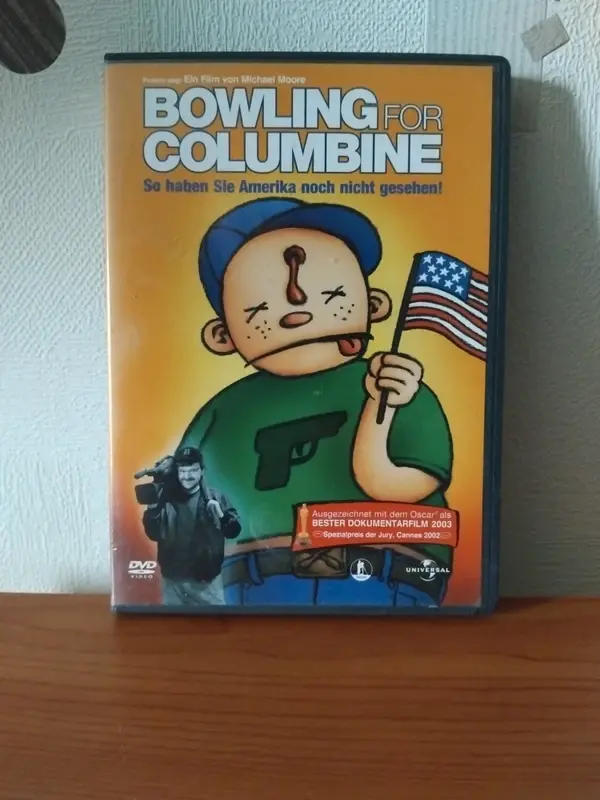 Ein Film von Michael Moore
BOWLING FOR
COLUMBINE
So haben Sie Amerika noch nicht gesehen!
Ausgezeichnet mit dem Oscar® als
BESTER DOKUMENTARFILM 2003
Spezialpreis der Jury, Cannes 2002
DVD
VIDEO
UNIVERSAL